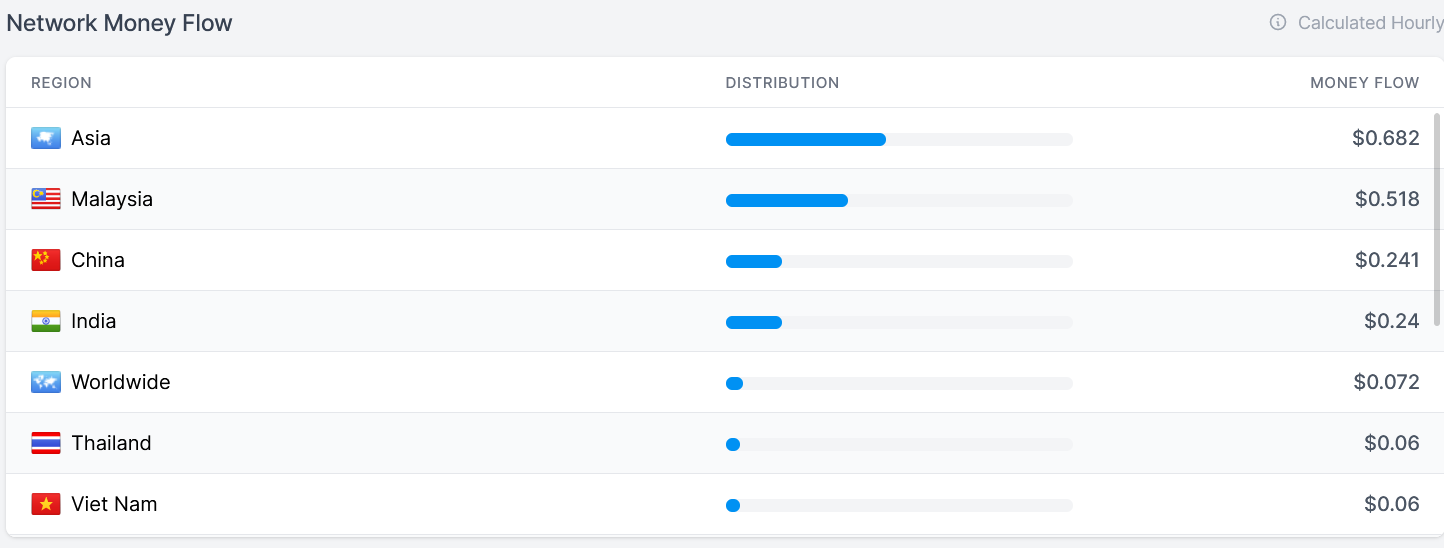 Network Money Flow
Calculated Hourly
REGION DISTRIBUTION MONEY FLOW
Asia $0.682
Malaysia $0.518
China $0.241
India $0.24
Worldwide $0.072
Thailand $0.06
Viet Nam $0.06